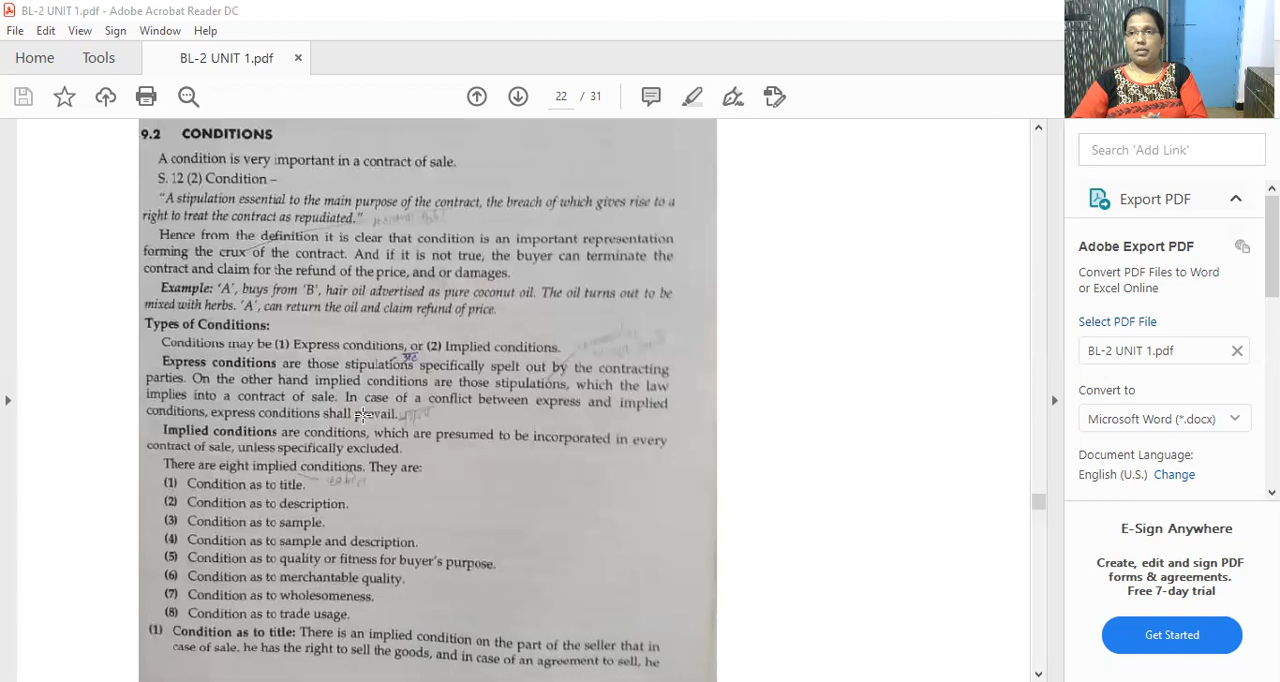 BL-2 UNIT 1.pdf - Adobe Acrobat Reader DC
File Edit View Sign Window Help
Home Tools BL-2 UNIT 1.pdf ×
22 / 31
9.2 CONDITIONS
A condition is very important in a contract of sale.
S. 12 (2) Condition –
"A stipulation essential to the main purpose of the contract, the breach of which gives rise to a
right to treat the contract as repudiated."
Hence from the definition it is clear that condition is an important representation
forming the crux of the contract. And if it is not true, the buyer can terminate the
contract and claim for the refund of the price, and or damages.
Example: 'A', buys from 'B', hair oil advertised as pure coconut oil. The oil turns out to be
mixed with herbs. 'A', can return the oil and claim refund of price.
Types of Conditions:
Conditions may be (1) Express conditions, or (2) Implied conditions.
Express conditions are those stipulations specifically spelt out by the contracting
parties. On the other hand implied conditions are those stipulations, which the law
implies into a contract of sale. In case of a conflict between express and implied
conditions, express conditions shall prevail.
Implied conditions are conditions, which are presumed to be incorporated in every
contract of sale, unless specifically excluded.
There are eight implied conditions. They are:
(1) Condition as to title.
(2) Condition as to description.
(3) Condition as to sample.
(4) Condition as to sample and description.
(5) Condition as to quality or fitness for buyer's purpose.
(6) Condition as to merchantable quality.
(7) Condition as to wholesomeness.
(8) Condition as to trade usage.
(1) Condition as to title: There is an implied condition on the part of the seller that in
case of sale, he has the right to sell the goods, and in case of an agreement to sell, he
Search 'Add Link'
Export PDF
Adobe Export PDF
Convert PDF Files to Word
or Excel Online
Select PDF File
BL-2 UNIT 1.pdf
Convert to
Microsoft Word (*.docx)
Document Language:
English (U.S.) Change
E-Sign Anywhere
Create, edit and sign PDF
forms & agreements.
Free 7-day trial
Get Started